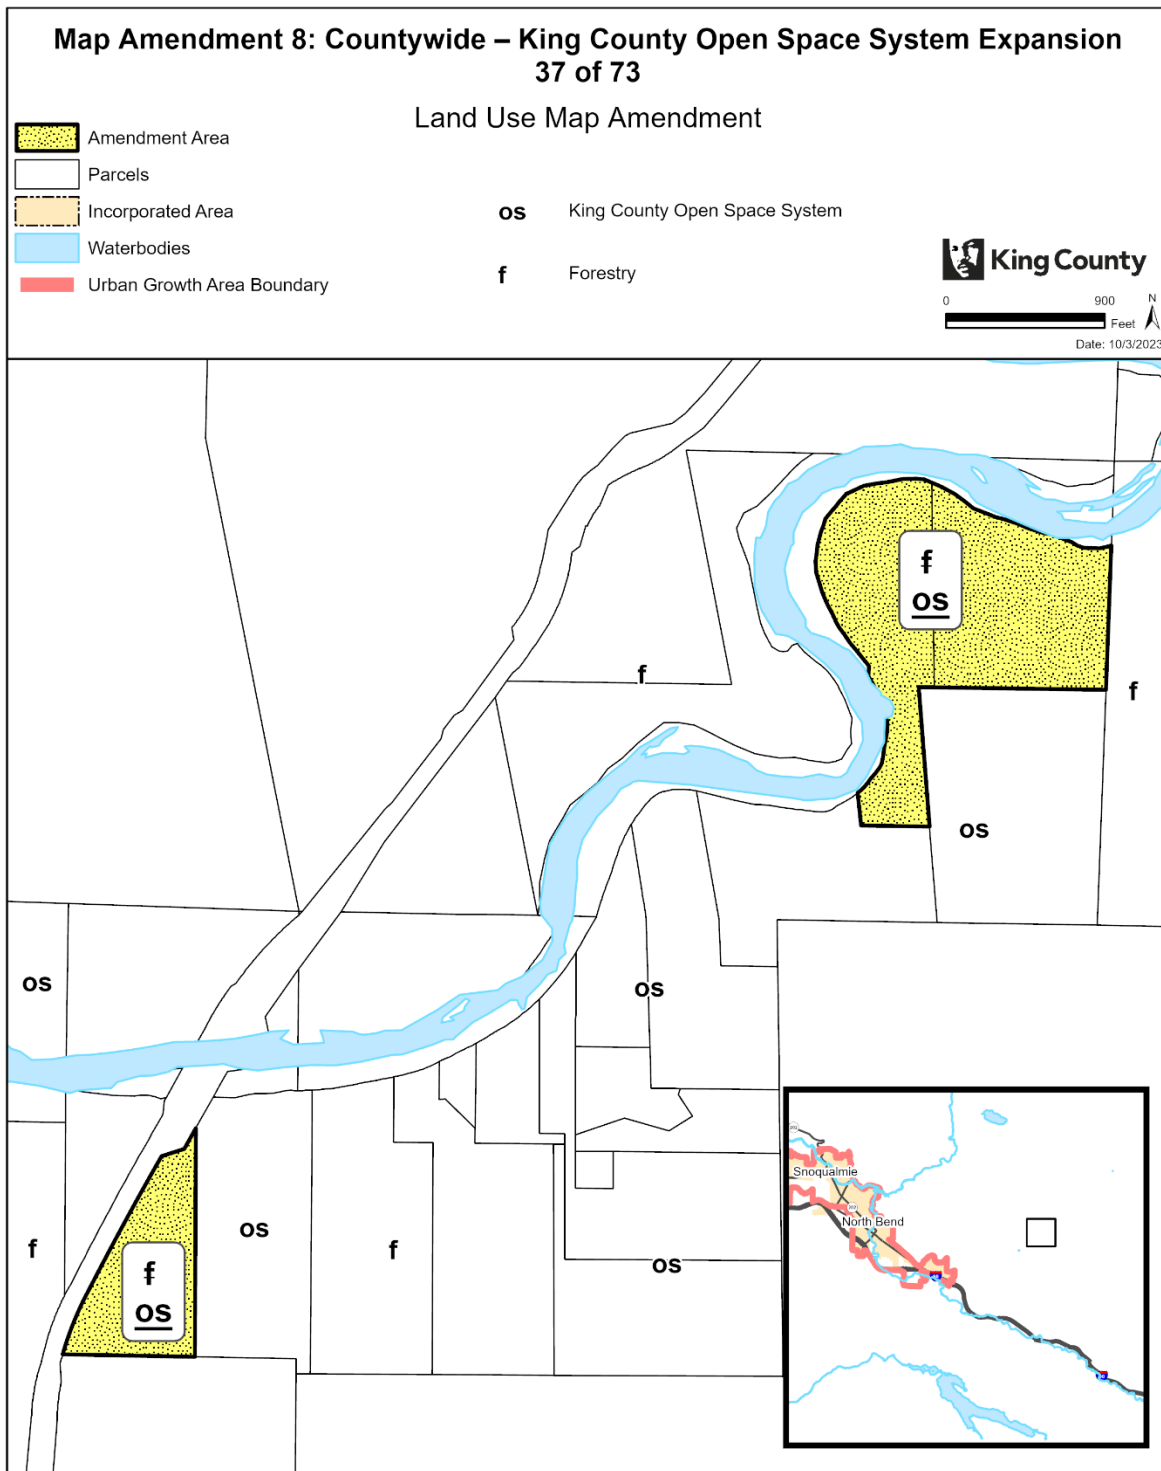 Map Amendment 8: Countywide – King County Open Space System Expansion
37 of 73
Land Use Map Amendment
Amendment Area
Parcels
Incorporated Area
Waterbodies
Urban Growth Area Boundary
os King County Open Space System
f Forestry
King County
0 900
Feet
N
Date: 10/3/2023
f
os
f
f
os
os
os
f
os
f
os
f
os
Snoqualmie
202
North Bend